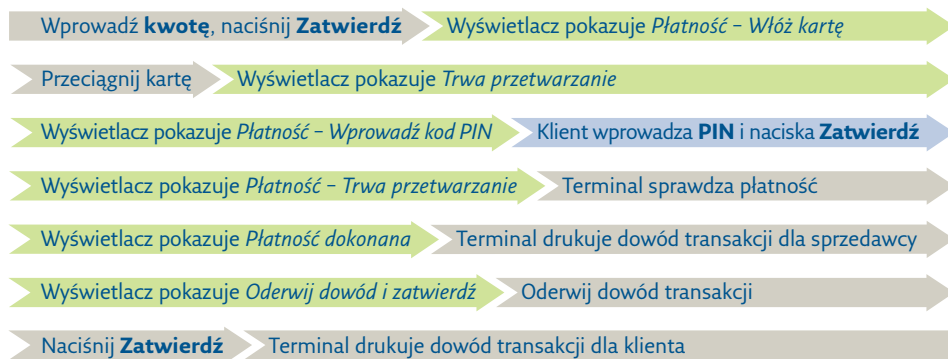 Wprowadź kwotę, naciśnij Zatwierdź Wyświetlacz pokazuje Płatność – Włóż kartę
Przeciągnij kartę Wyświetlacz pokazuje Trwa przetwarzanie
Wyświetlacz pokazuje Płatność – Wprowadź kod PIN Klient wprowadza PIN i naciska Zatwierdź
Wyświetlacz pokazuje Płatność – Trwa przetwarzanie Terminal sprawdza płatność
Wyświetlacz pokazuje Płatność dokonana Terminal drukuje dowód transakcji dla sprzedawcy
Wyświetlacz pokazuje Oderwij dowód i zatwierdź Oderwij dowód transakcji
Naciśnij Zatwierdź Terminal drukuje dowód transakcji dla klienta